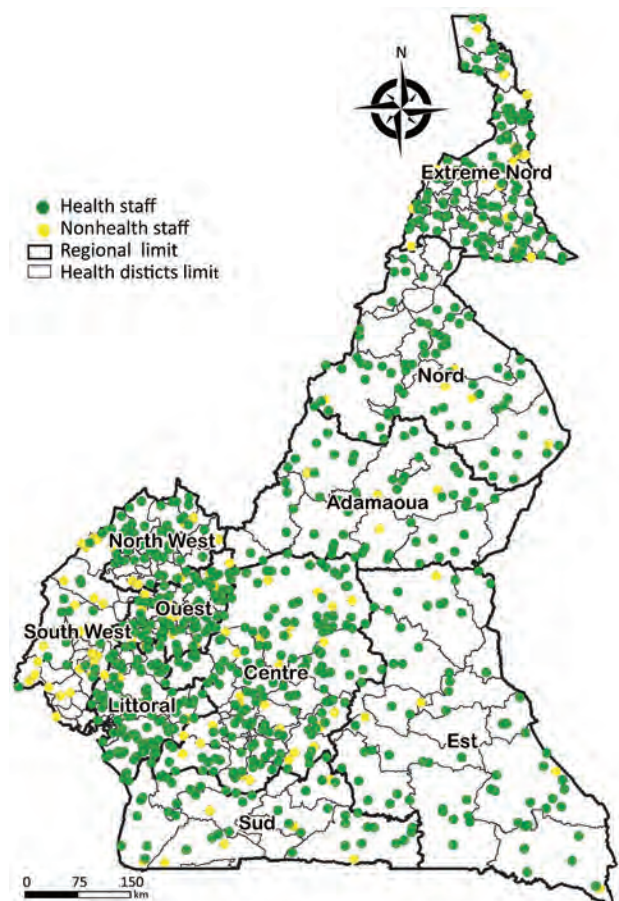 N
Extreme Nord
Health staff
Nonhealth staff
Regional limit
Health disticts limit
Nord
Adamaoua
North West
Ouest
South West
Centre
Littoral
Est
Sud
0 75 150
km